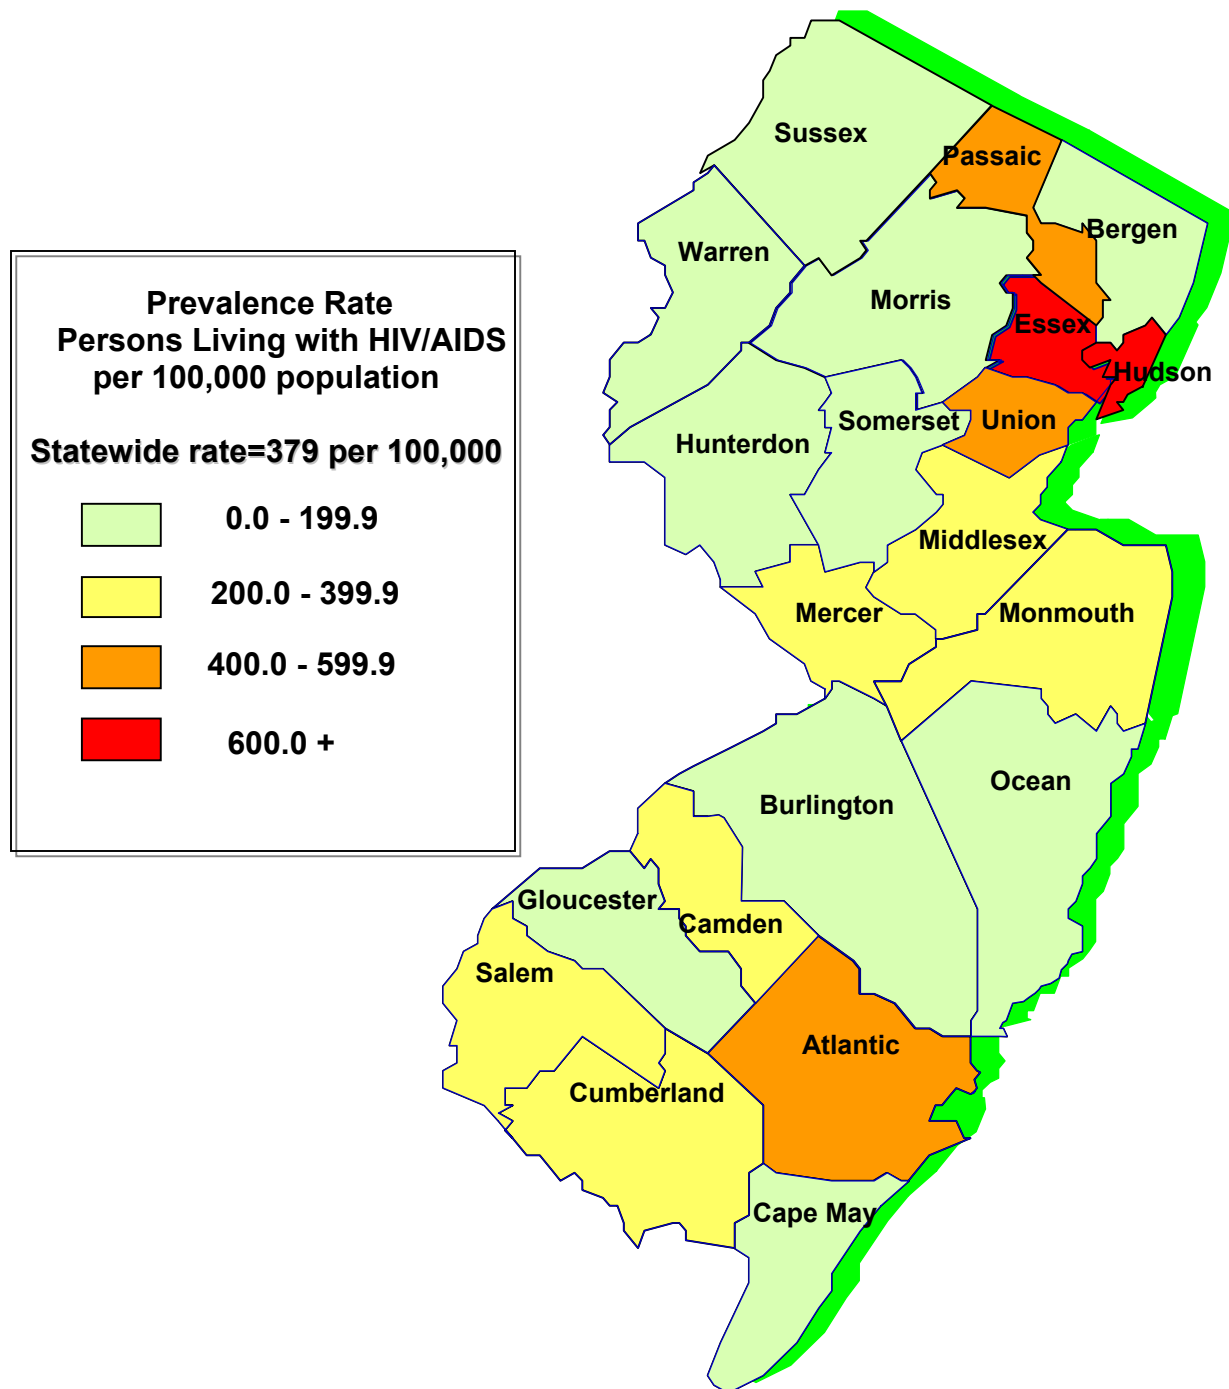 Sussex
Passaic
Bergen
Warren
Morris
Essex
Hudson
Somerset
Union
Hunterdon
Middlesex
Mercer
Monmouth
Ocean
Burlington
Gloucester
Camden
Salem
Atlantic
Cumberland
Cape May
Prevalence Rate
Persons Living with HIV/AIDS
per 100,000 population
Statewide rate=379 per 100,000
0.0 - 199.9
200.0 - 399.9
400.0 - 599.9
600.0 +